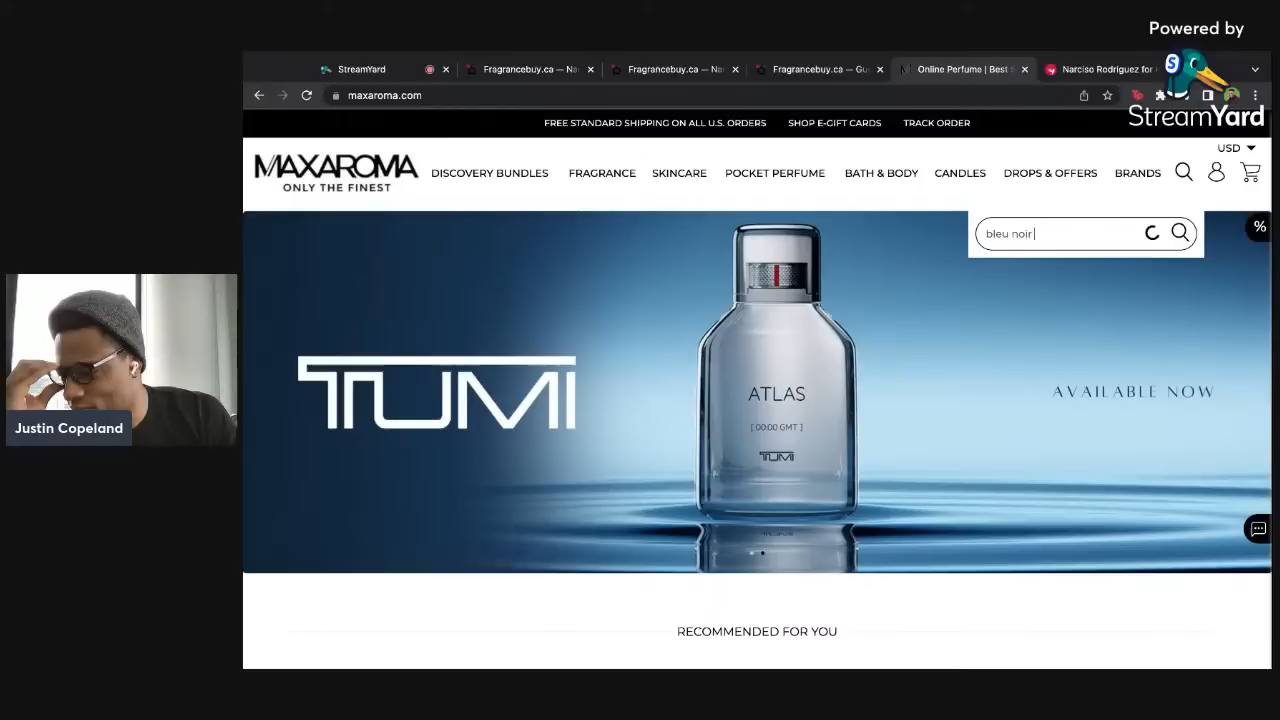 Powered by
StreamYard
StreamYard
Fragrancebuy.ca — Na
Fragrancebuy.ca — Na
Fragrancebuy.ca — Gu
Online Perfume | Best S
Narciso Rodriguez for
maxaroma.com
FREE STANDARD SHIPPING ON ALL U.S. ORDERS SHOP E-GIFT CARDS TRACK ORDER
USD
MAXAROMA
ONLY THE FINEST
DISCOVERY BUNDLES FRAGRANCE SKINCARE POCKET PERFUME BATH & BODY CANDLES DROPS & OFFERS BRANDS
bleu noir
%
TUMI
ATLAS
[ 00:00 GMT ]
TUMI
AVAILABLE NOW
Justin Copeland
RECOMMENDED FOR YOU